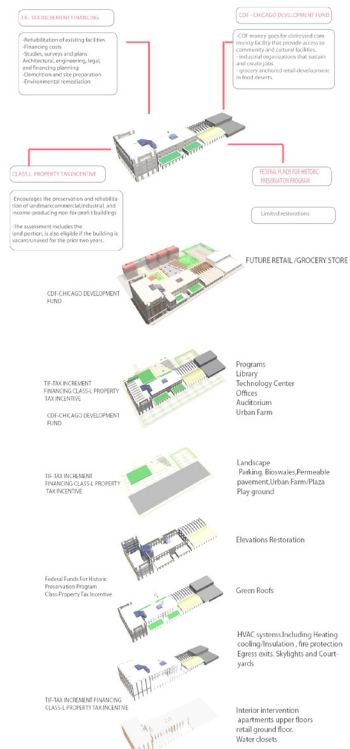 TIF- TAX INCREMENT FINANCING
-Rehabilitation of existing facilities
-Financing costs
-Studies, surveys and plans
Architectural, engineering, legal,
and financing planning
-Demolition and site preparation
-Environmental remediation
CDF - CHICAGO DEVELOPMENT FUND
-CDF money goes for distressed com
munity facility that provide access to
community and cultural facilities.
- Industrial organizations that sustain
and create jobs
- grocery anchored retail development
in food deserts.
CLASS-L PROPERTY TAX INCENTIVE
-Encourages the preservation and rehabilita
tion of landmark/commercial,industrial, and
income-producing non-for-profit buildings
-The assessment includes the
land portion, is also eligible if the building is
vacant/unused for the prior two years.
FEDERAL FUNDS FOR HISTORIC
PRESERVATION PROGRAM
Limited restorations
FUTURE RETAIL /GROCERY STORE
CDF-CHICAGO DEVELOPMENT
FUND
TIF-TAX INCREMENT
FINANCING CLASS-L PROPERTY
TAX INCENTIVE
CDF-CHICAGO DEVELOPMENT
FUND
Programs
Library
Technology Center
Offices
Auditorium
Urban Farm
TIF-TAX INCREMENT
FINANCING CLASS-L PROPERTY
TAX INCENTIVE
Landscape
Parking, Bioswales,Permeable
pavement,Urban Farm/Plaza
Play ground
Elevations Restoration
Federal Funds For Historic
Preservation Program
Class-Property Tax Incentive
Green Roofs
HVAC systems.Including Heating
cooling/Insulation , fire protection
Egress exits. Skylights and Court-
yards
TIF-TAX INCREMENT FINANCING
CLASS-L PROPERTY TAX INCENTIVE
Interior intervention
apartments upper floors
retail ground floor.
Water closets